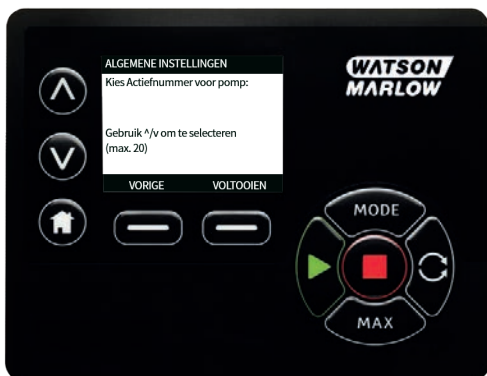 ALGEMENE INSTELLINGEN
Kies Actiefnummer voor pomp:
Gebruik ^/v om te selecteren
(max. 20)
VORIGE VOLTOOIEN
WATSON
MARLOW
MODE
MAX